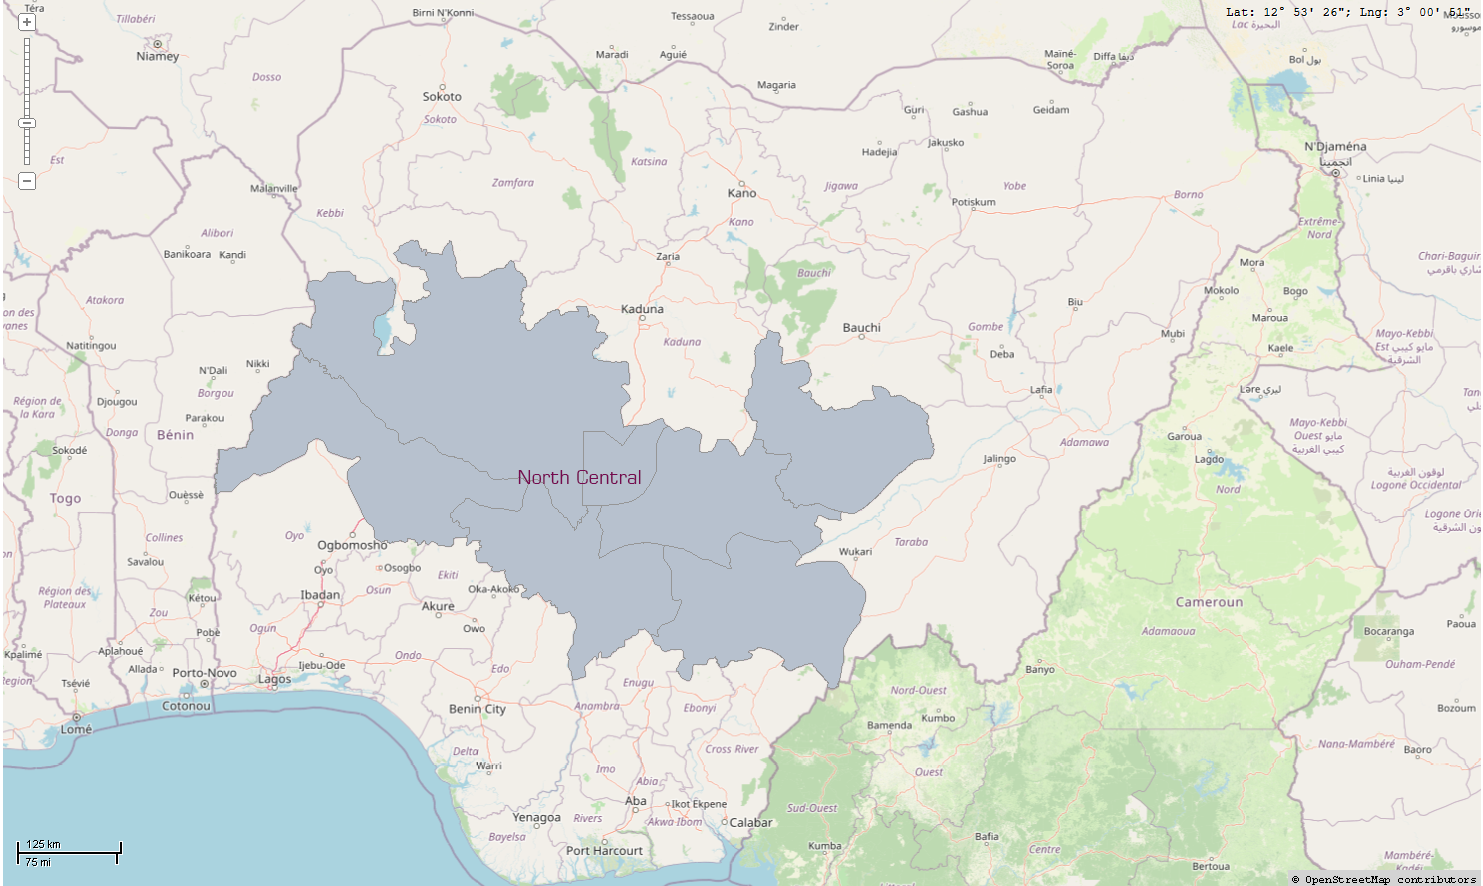 Téra
Tillabéri
Birni N'Konni
Tessaoua
Zinder
Lat: 12° 53' 26"; Lng: 3° 00' 51"
Lac البحيرة
Niamey
Maradi
Aguié
Maïné-
Soroa
Diffa ديفا
Bol بول
Dosso
Magaria
Sokoto
Sokoto
Guri
Gashua
Geidam
Est
Katsina
Hadejia
Jakusko
N'Djaména
انجمينا
Linia لينيا
Malanville
Zamfara
Kano
Jigawa
Yobe
Borno
Kebbi
Potiskum
Kano
Extrême-
Nord
Alibori
Banikoara
Kandi
Zaria
Bauchi
Mora
Chari-Baguir
Atakora
Mokolo
Bogo
Kaduna
Bauchi
Biu
Maroua
Gombe
Mubi
Mayo-Kebbi
Est مايو كيبي
الشرقية
Natitingou
Kaduna
Deba
Kaele
Nikki
N'Dali
Région de
la Kara
Djougou
Borgou
Lafia
Lere ليري
Parakou
Donga
Bénin
Mayo-Kebbi
Ouest مايو
كيبي الغربية
Sokodé
Adamawa
Garoua
North Central
Jalingo
Lagdo
Nord
لوقون الغربية
Logone Occidental
Togo
Ouèssè
Logone Orie
Oyo
Collines
Ogbomosho
Wukari
Taraba
Savalou
Oyo
Osogbo
Ekiti
Région des
Plateaux
Kétou
Ibadan
Osun
Oka-Akoko
Akure
Cameroun
Zou
Ogun
Owo
Paoua
Pobè
Adamaoua
Bocaranga
Kpalimé
Aplahoué
Ondo
Edo
Banyo
Ouham-Pendé
Allada
Porto-Novo
Ijebu-Ode
Tsévié
Lagos
Enugu
Nord-Ouest
Cotonou
Benin City
Anambra
Ebonyi
Bamenda
Kumbo
Bozoum
Lomé
Delta
Cross River
Nana-Mambéré
Baoro
Warri
Imo
Abia
Ouest
Aba
Ikot Ekpene
Sud-Ouest
Yenagoa
Rivers
Akwa-Ibom
Calabar
Bayelsa
Bafia
Port Harcourt
Kumba
Centre
Bertoua
Mambéré-
125 km
75 mi
© OpenStreetMap contributors